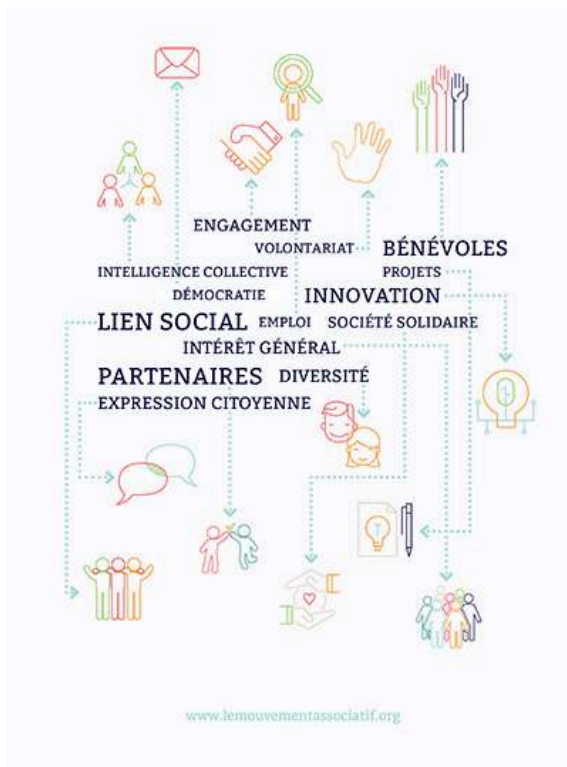 ENGAGEMENT
VOLONTARIAT BÉNÉVOLES
INTELLIGENCE COLLECTIVE PROJETS
DÉMOCRATIE INNOVATION
LIEN SOCIAL EMPLOI SOCIÉTÉ SOLIDAIRE
INTÉRÊT GÉNÉRAL
PARTENAIRES DIVERSITÉ
EXPRESSION CITOYENNE
www.lemouvementassociatif.org